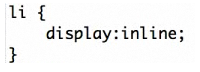 li {
    display:inline;
}